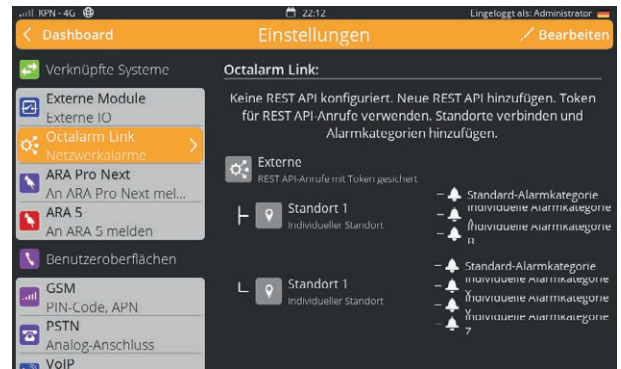 KPN - 4G
22:12
Eingeloggt als: Administrator
Dashboard
Einstellungen
Bearbeiten
Verknüpfte Systeme
Externe Module
Externe IO
Octalarm Link
Netzwerkalarme
ARA Pro Next
An ARA Pro Next mel...
ARA 5
An ARA 5 melden
Benutzeroberflächen
GSM
PIN-Code, APN
PSTN
Analog-Anschluss
VoIP
Octalarm Link:
Keine REST API konfiguriert. Neue REST API hinzufügen. Token
für REST API-Anrufe verwenden. Standorte verbinden und
Alarmkategorien hinzufügen.
Externe
REST API-Anrufe mit Token gesichert
Standort 1
Individueller Standort
Standard-Alarmkategorie
Individuelle Alarmkategorie
Individuelle Alarmkategorie
B
Standort 1
Individueller Standort
Standard-Alarmkategorie
Individuelle Alarmkategorie
Individuelle Alarmkategorie
Individuelle Alarmkategorie
Z